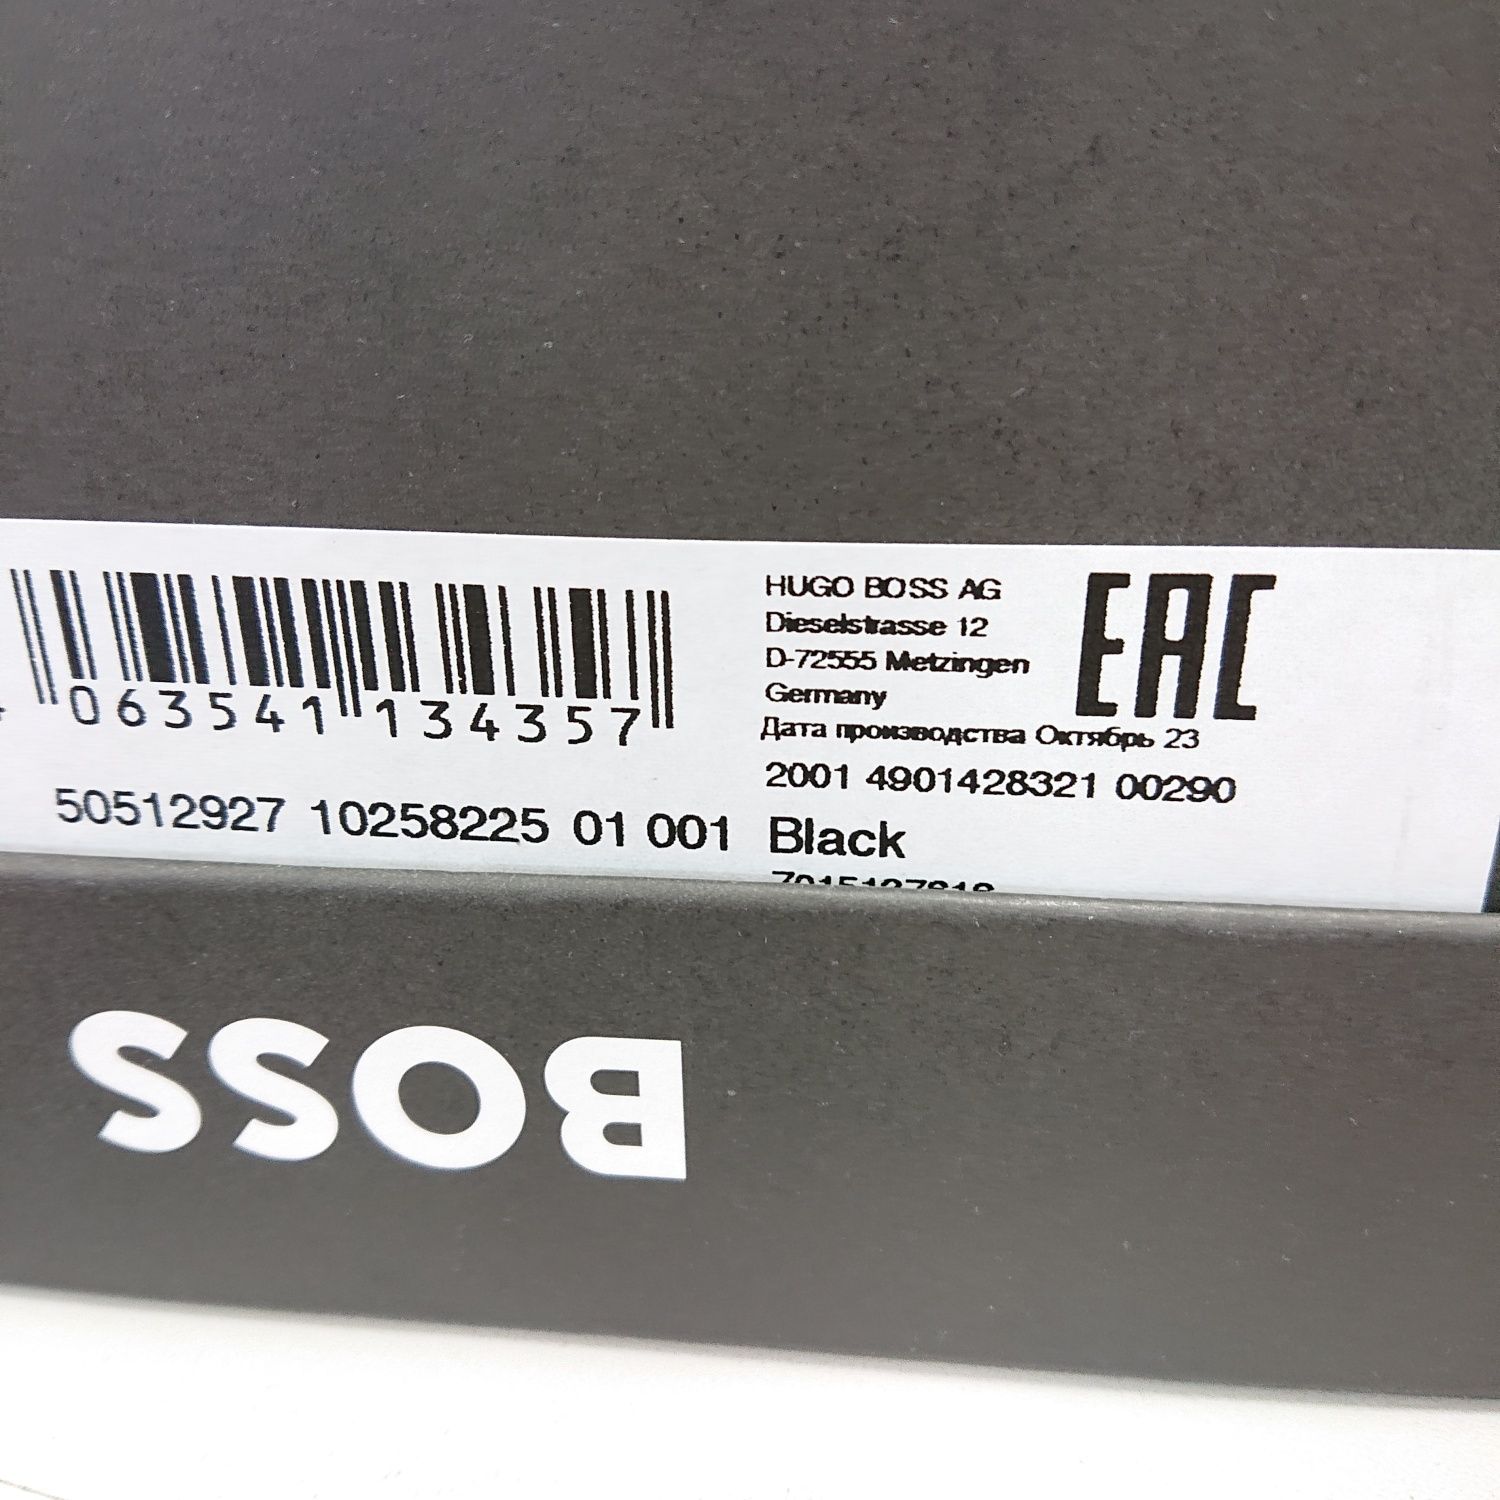 063541 134357
50512927 10258225 01 001 Black
HUGO BOSS AG
Dieselstrasse 12
D-72555 Metzingen
Germany
Дата производства Октябрь 23
2001 4901428321 00290
EAC
BOSS